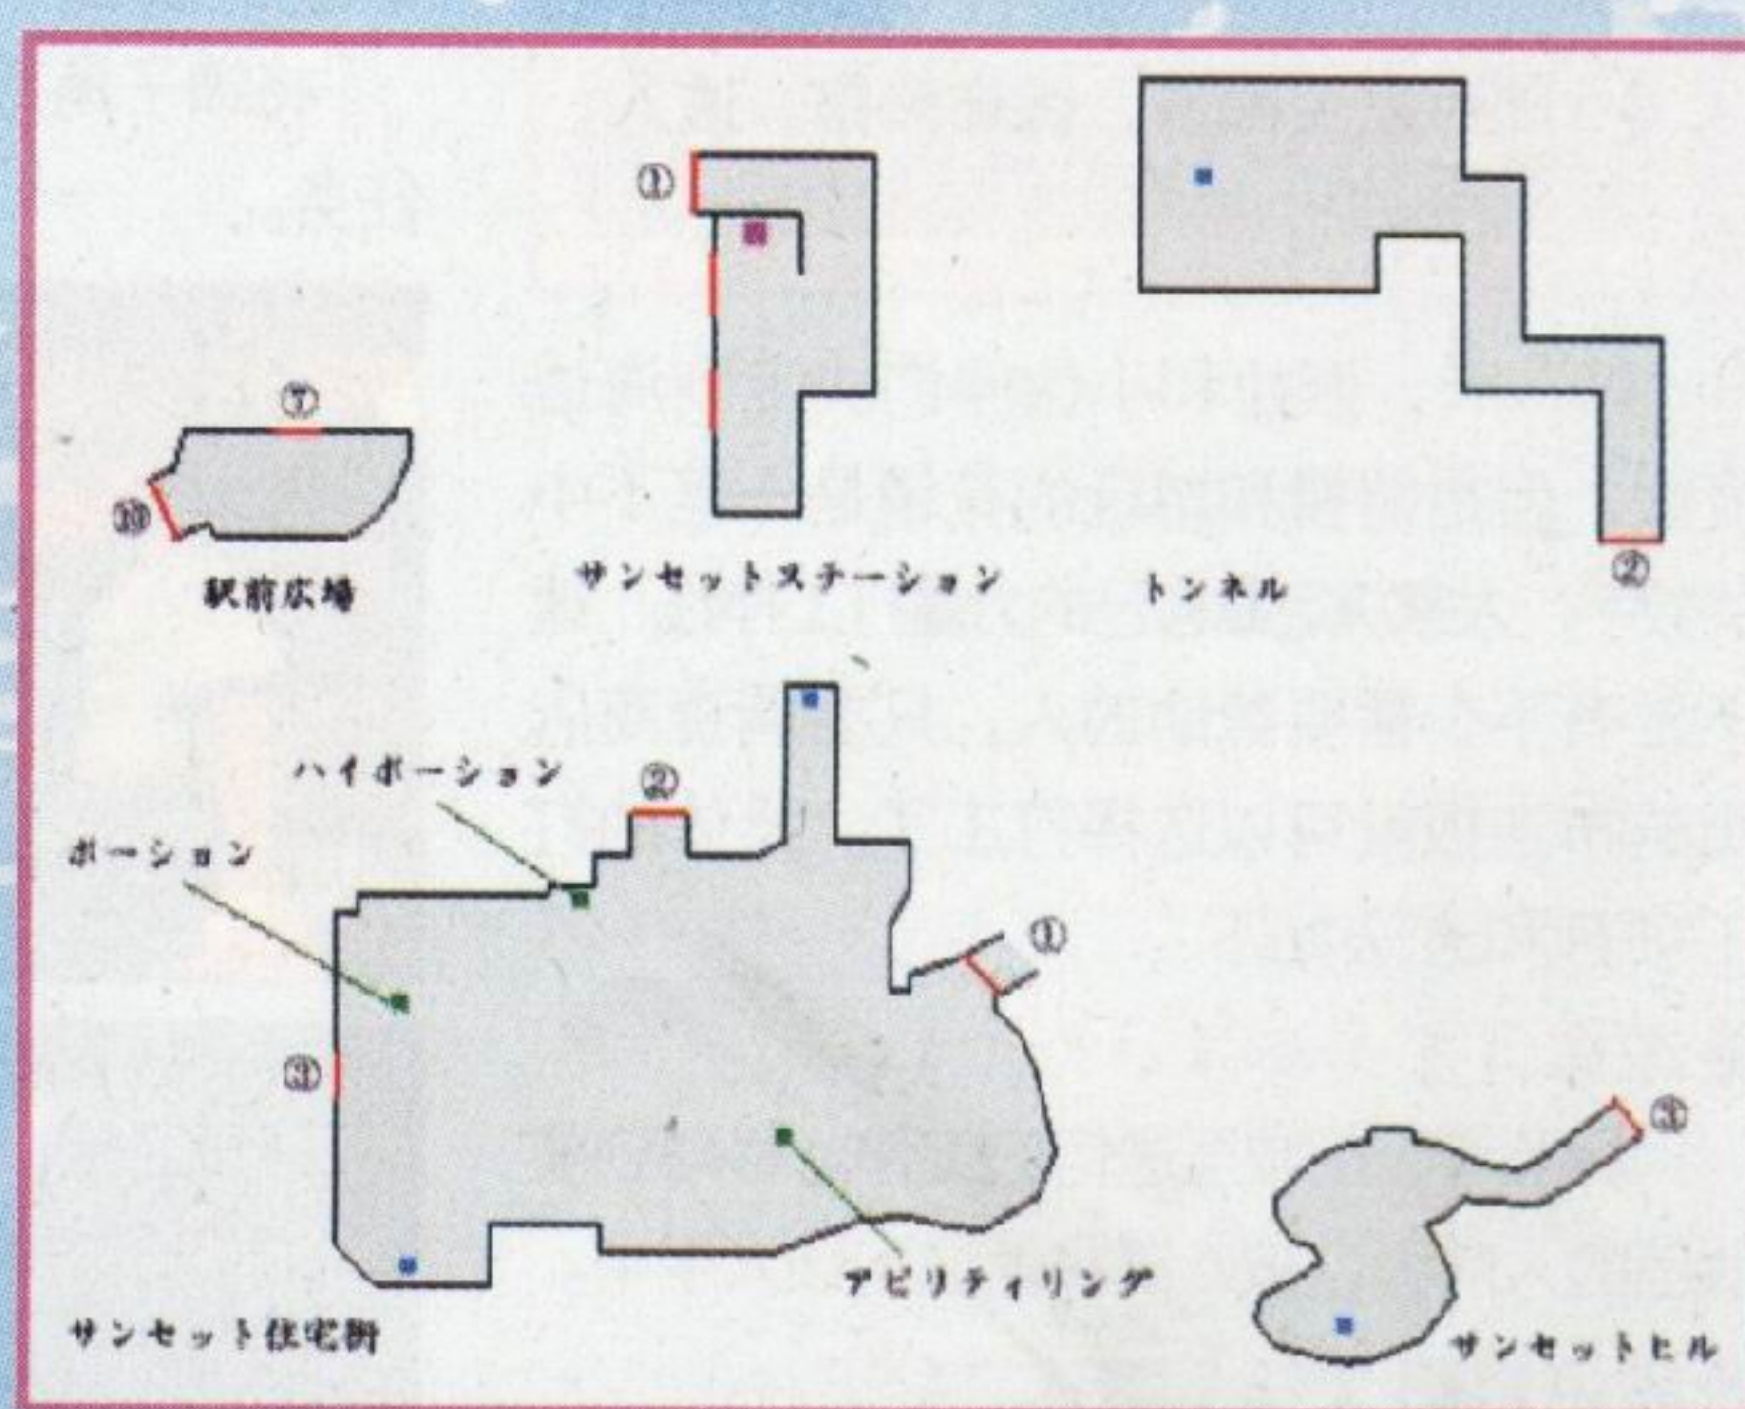 ①
⑦
⑩
駅前広場
サンセットステーション
トンネル
②
ハイポーション
②
ポーション
①
③
③
アビリティリング
サンセット住宅街
サンセットヒル